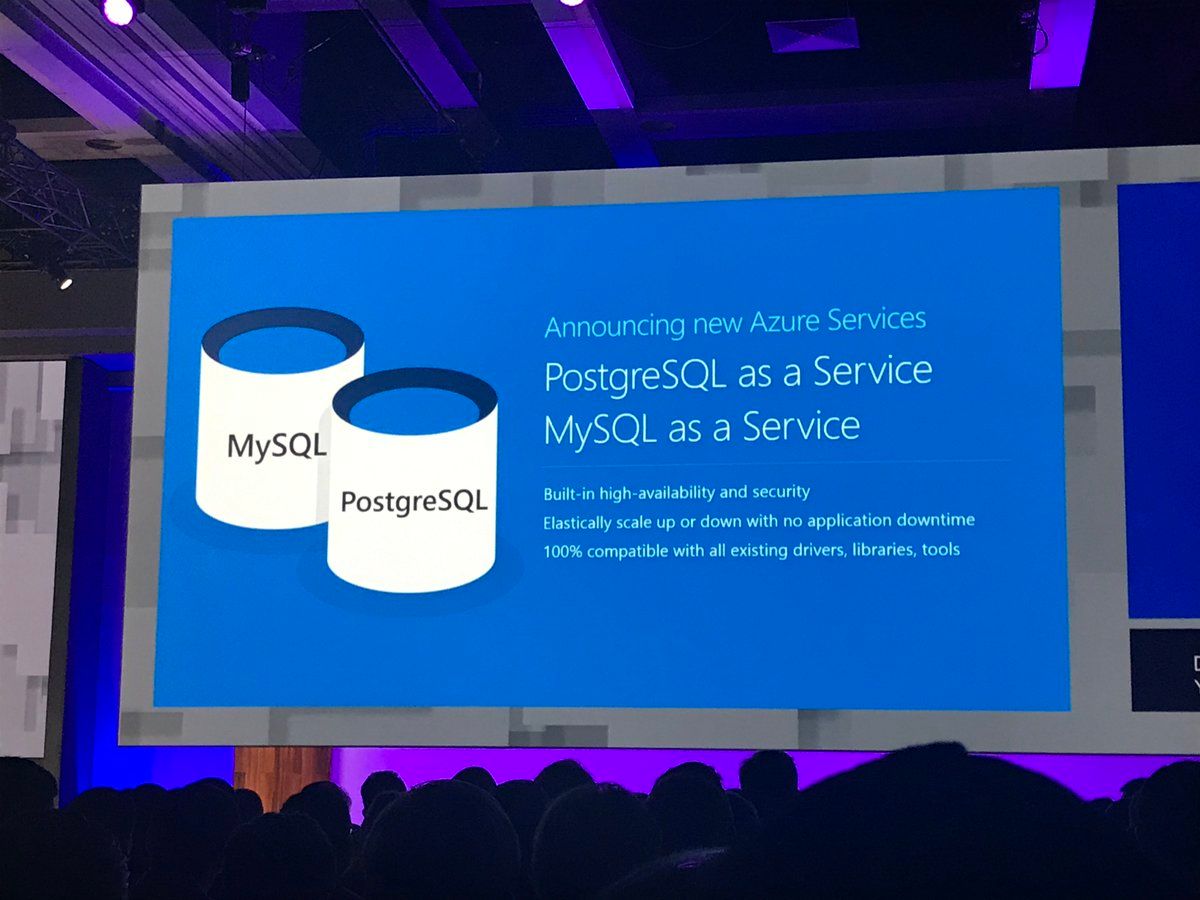 Announcing new Azure Services
PostgreSQL as a Service
MySQL as a Service
Built-in high-availability and security
Elastically scale up or down with no application downtime
100% compatible with all existing drivers, libraries, tools
MySQL
PostgreSQL